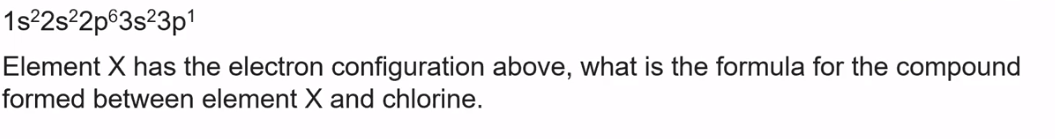 1s²2s²2p⁶3s²3p¹
Element X has the electron configuration above, what is the formula for the compound
formed between element X and chlorine.